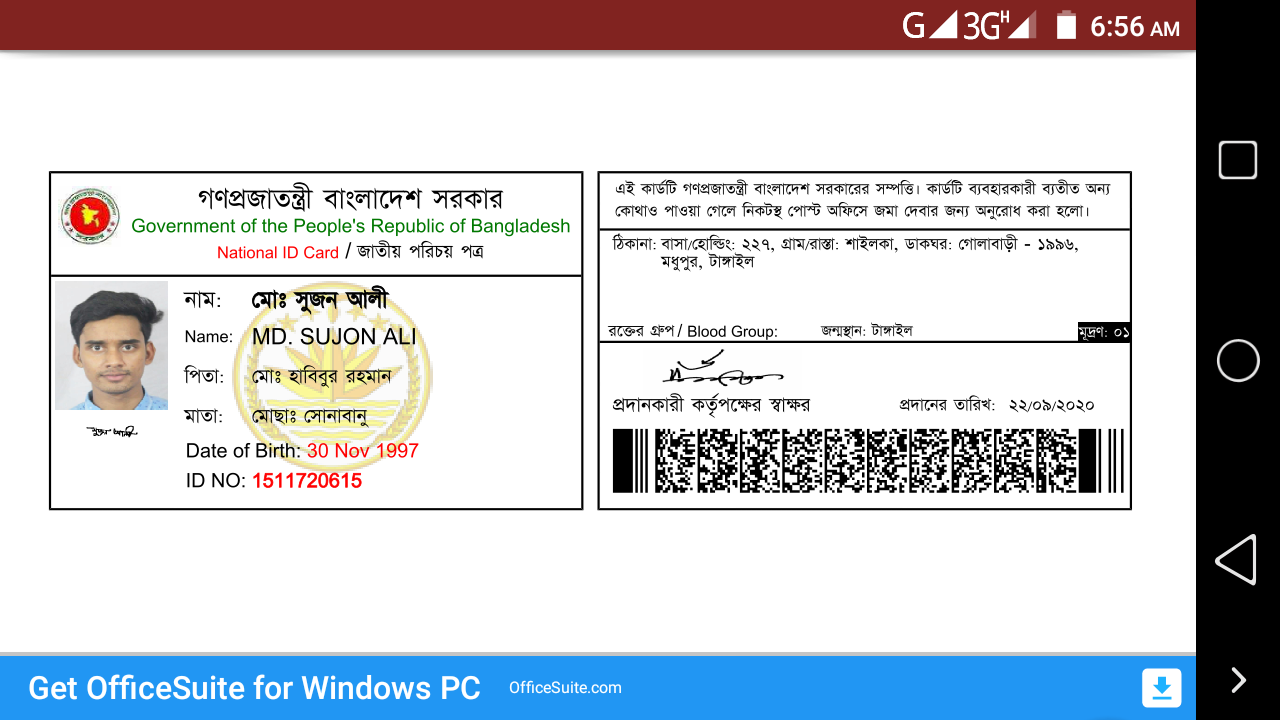 G 3G H 6:56 AM
গণপ্রজাতন্ত্রী বাংলাদেশ সরকার
Government of the People's Republic of Bangladesh
National ID Card / জাতীয় পরিচয় পত্র
নাম: মোঃ সুজন আলী
Name: MD. SUJON ALI
পিতা: মোঃ হাবিবুর রহমান
মাতা: মোছাঃ সোনাবানু
Date of Birth: 30 Nov 1997
ID NO: 1511720615
এই কার্ডটি গণপ্রজাতন্ত্রী বাংলাদেশ সরকারের সম্পত্তি। কার্ডটি ব্যবহারকারী ব্যতীত অন্য
কোথাও পাওয়া গেলে নিকটস্থ পোস্ট অফিসে জমা দেবার জন্য অনুরোধ করা হলো।
ঠিকানা: বাসা/হোল্ডিং: ২২৭, গ্রাম/রাস্তা: শাইলকা, ডাকঘর: গোলাবাড়ী - ১৯৯৬,
মধুপুর, টাঙ্গাইল
রক্তের গ্রুপ / Blood Group: জন্মস্থান: টাঙ্গাইল মূদ্রণ: ০১
প্রদানকারী কর্তৃপক্ষের স্বাক্ষর প্রদানের তারিখ: ২২/০৯/২০২০
Get OfficeSuite for Windows PC OfficeSuite.com